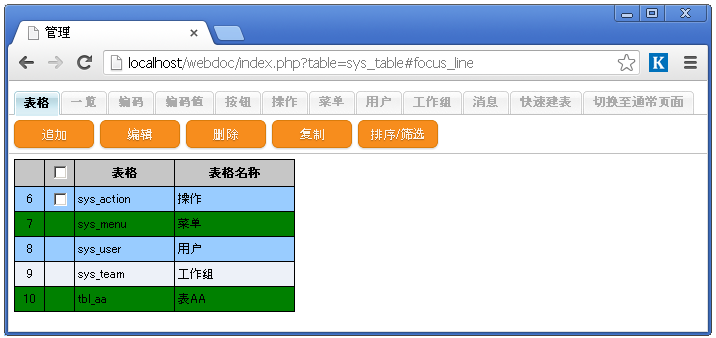 管理
localhost/webdoc/index.php?table=sys_table#focus_line
表格 一览 编码 编码值 按钮 操作 菜单 用户 工作组 消息 快速建表 切换至通常页面
追加 编辑 删除 复制 排序/筛选
表格 表格名称
6 sys_action 操作
7 sys_menu 菜单
8 sys_user 用户
9 sys_team 工作组
10 tbl_aa 表AA